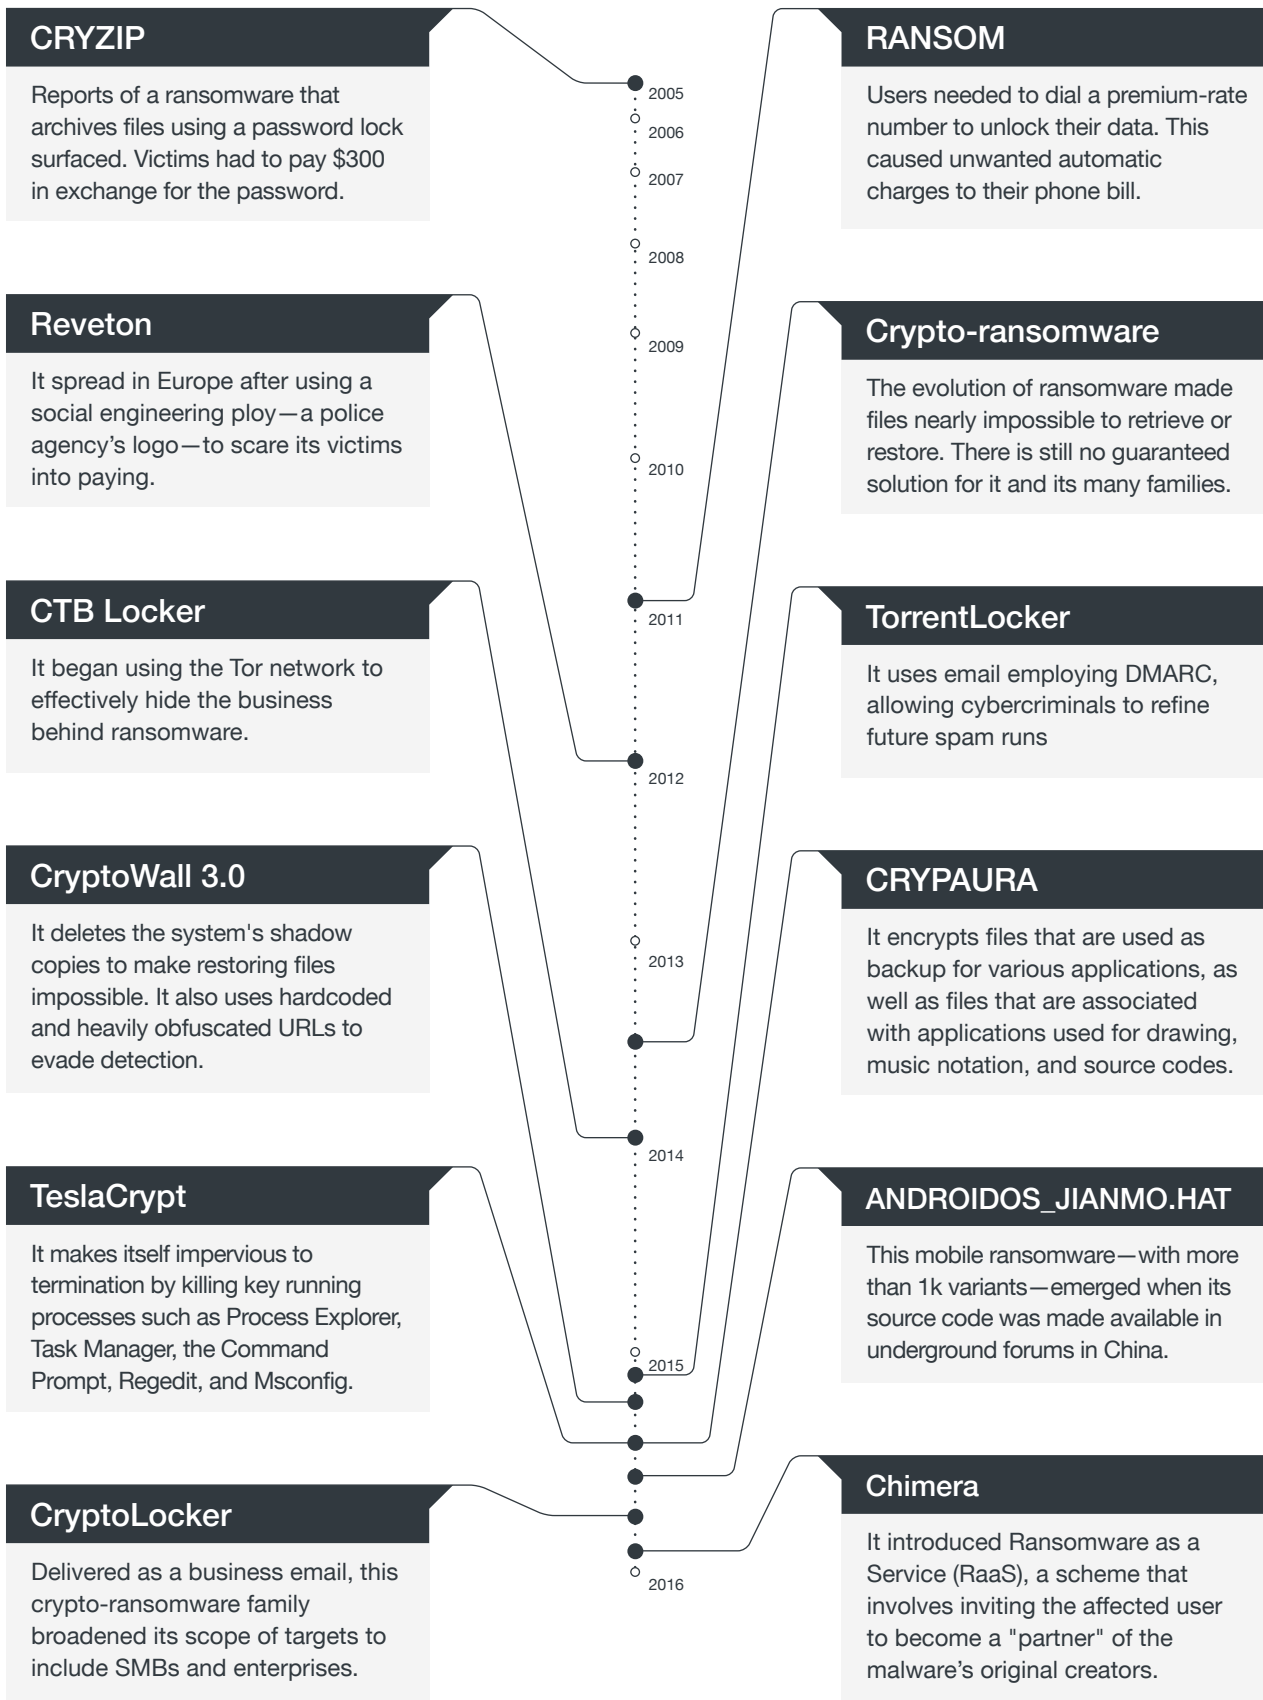 CRYZIP
Reports of a ransomware that
archives files using a password lock
surfaced. Victims had to pay $300
in exchange for the password.
Reveton
It spread in Europe after using a
social engineering ploy—a police
agency’s logo—to scare its victims
into paying.
CTB Locker
It began using the Tor network to
effectively hide the business
behind ransomware.
CryptoWall 3.0
It deletes the system's shadow
copies to make restoring files
impossible. It also uses hardcoded
and heavily obfuscated URLs to
evade detection.
TeslaCrypt
It makes itself impervious to
termination by killing key running
processes such as Process Explorer,
Task Manager, the Command
Prompt, Regedit, and Msconfig.
CryptoLocker
Delivered as a business email, this
crypto-ransomware family
broadened its scope of targets to
include SMBs and enterprises.
2005
2006
2007
2008
2009
2010
2011
2012
2013
2014
2015
2016
RANSOM
Users needed to dial a premium-rate
number to unlock their data. This
caused unwanted automatic
charges to their phone bill.
Crypto-ransomware
The evolution of ransomware made
files nearly impossible to retrieve or
restore. There is still no guaranteed
solution for it and its many families.
TorrentLocker
It uses email employing DMARC,
allowing cybercriminals to refine
future spam runs
CRYPAURA
It encrypts files that are used as
backup for various applications, as
well as files that are associated
with applications used for drawing,
music notation, and source codes.
ANDROIDOS_JIANMO.HAT
This mobile ransomware—with more
than 1k variants—emerged when its
source code was made available in
underground forums in China.
Chimera
It introduced Ransomware as a
Service (RaaS), a scheme that
involves inviting the affected user
to become a "partner" of the
malware’s original creators.